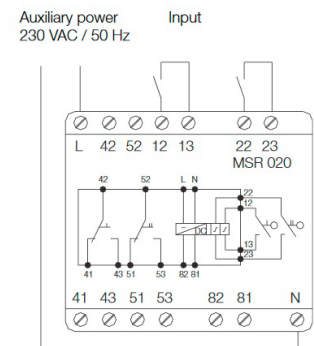 Auxiliary power Input
230 VAC / 50 Hz
L 42 52 12 13 22 23
MSR 020
42 52 L N
22
12
DC
13
23
41 43 51 53 82 81
41 43 51 53 82 81 N